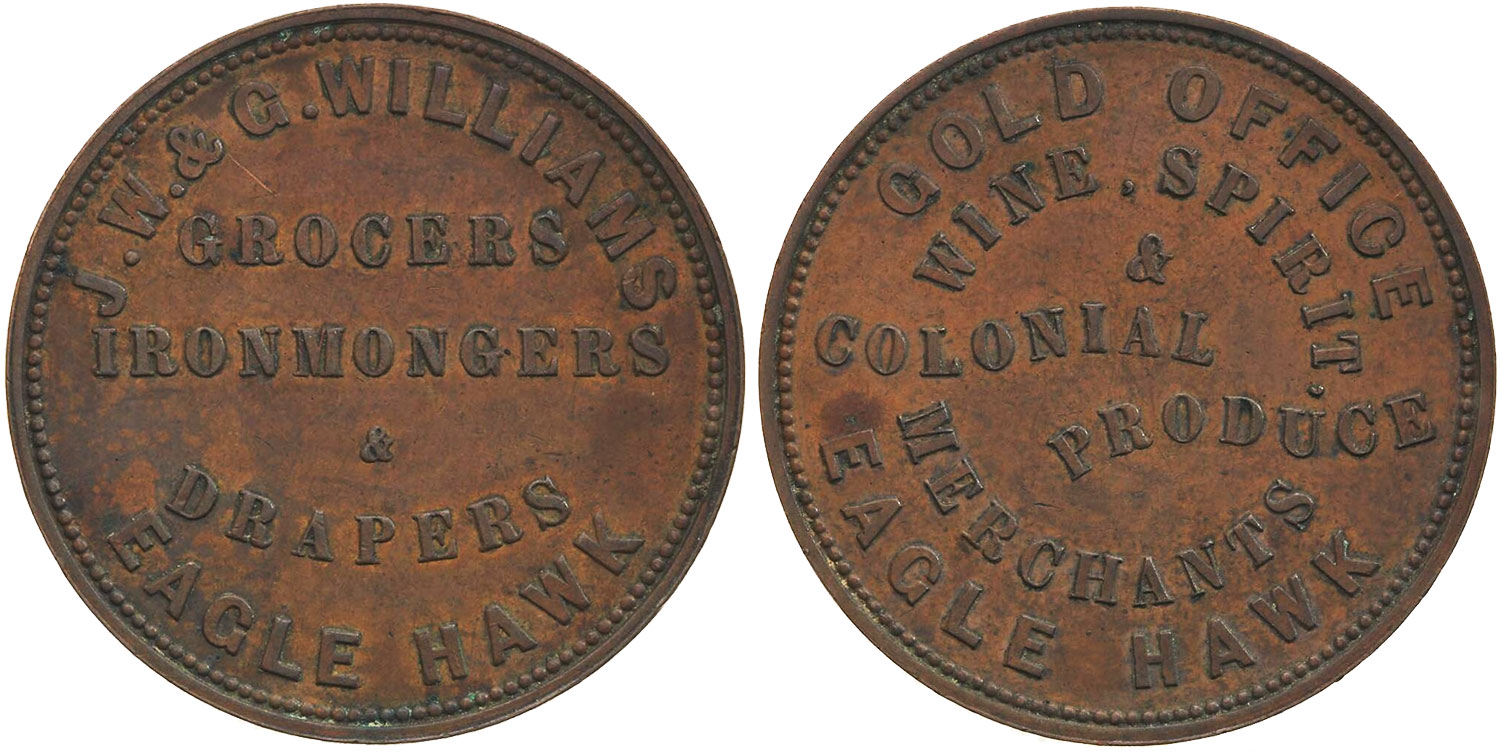 J.W. & G. WILLIAMS
GROCERS
IRONMONGERS
&
DRAPERS
EAGLE HAWK
GOLD OFFICE
WINE, SPIRIT.
&
COLONIAL
PRODUCE
MERCHANTS
EAGLE HAWK